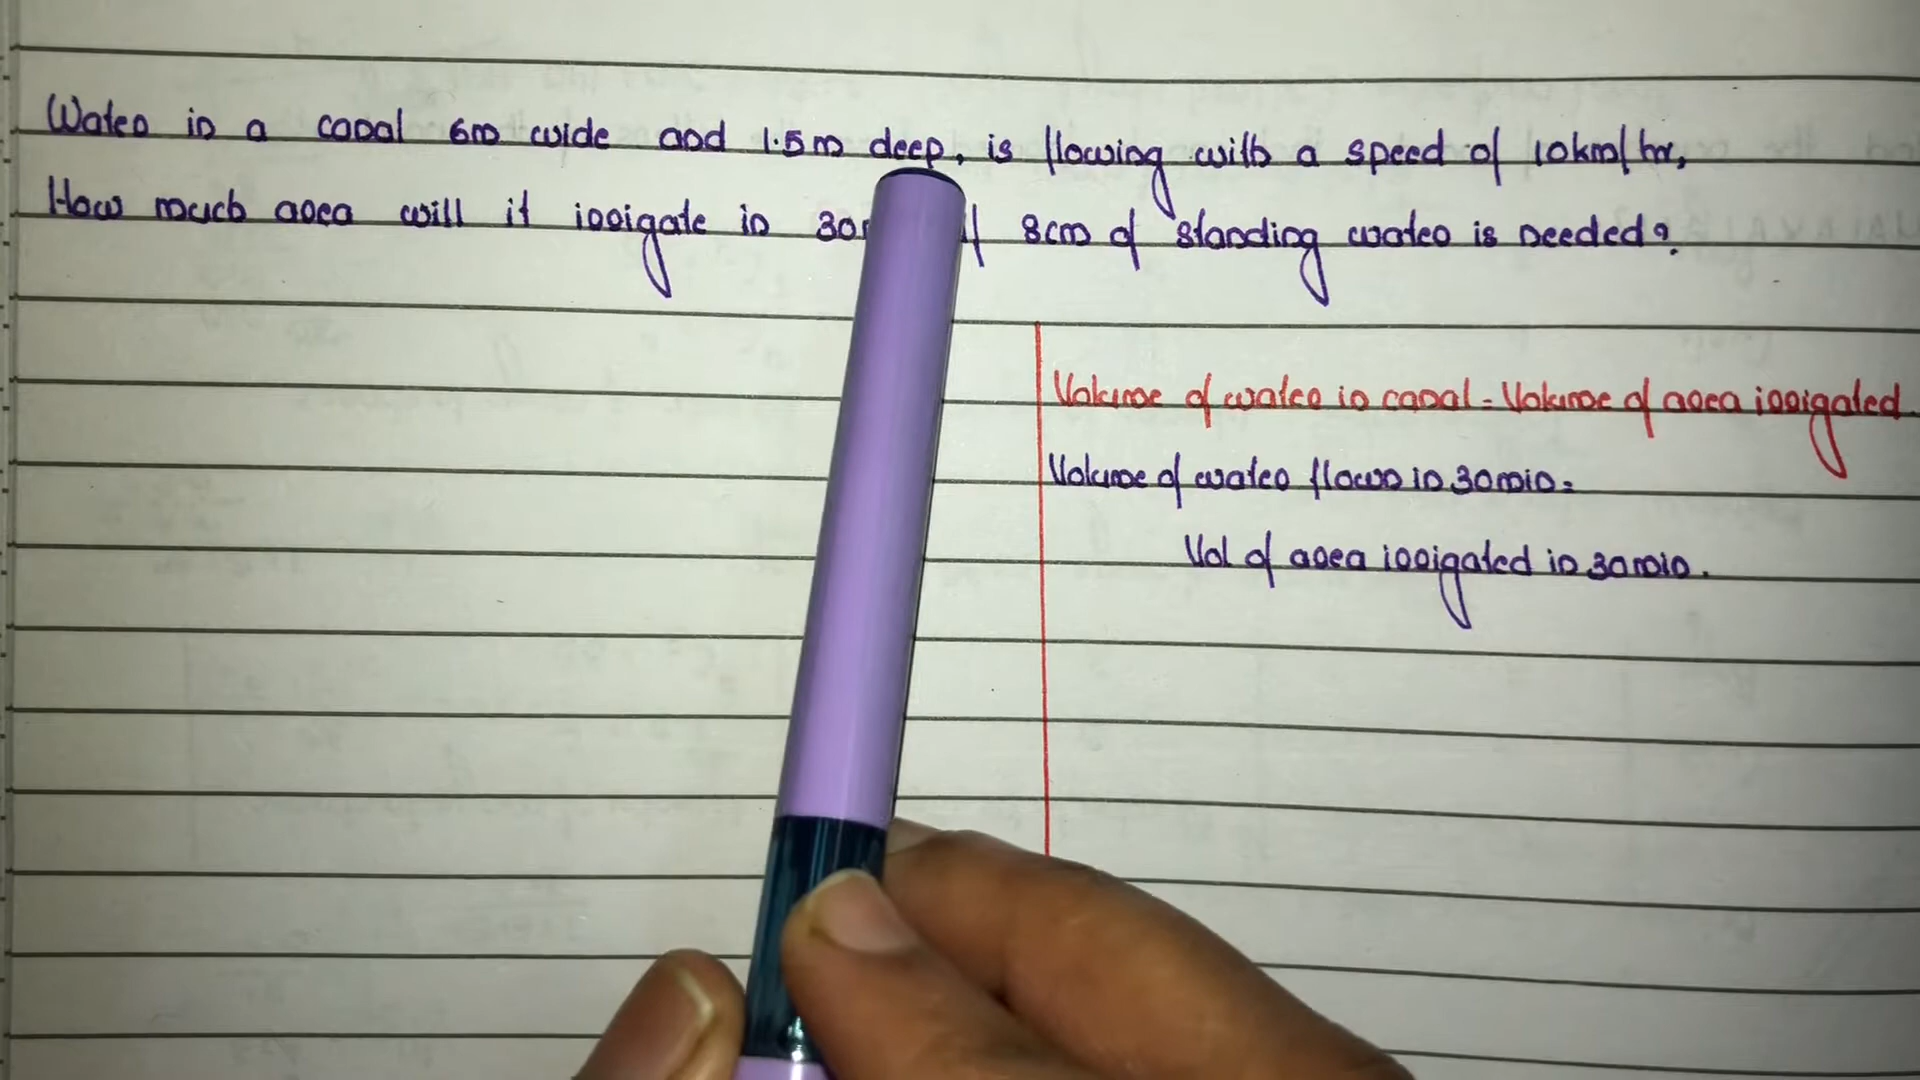 Water in a canal 6m wide and 1.5m deep, is flowing with a speed of 10km/hr,
How much area will it irrigate in 30 if 8cm of standing water is needed?
Volume of water in canal = Volume of area irrigated
Volume of water flows in 30min =
Vol of area irrigated in 30min.